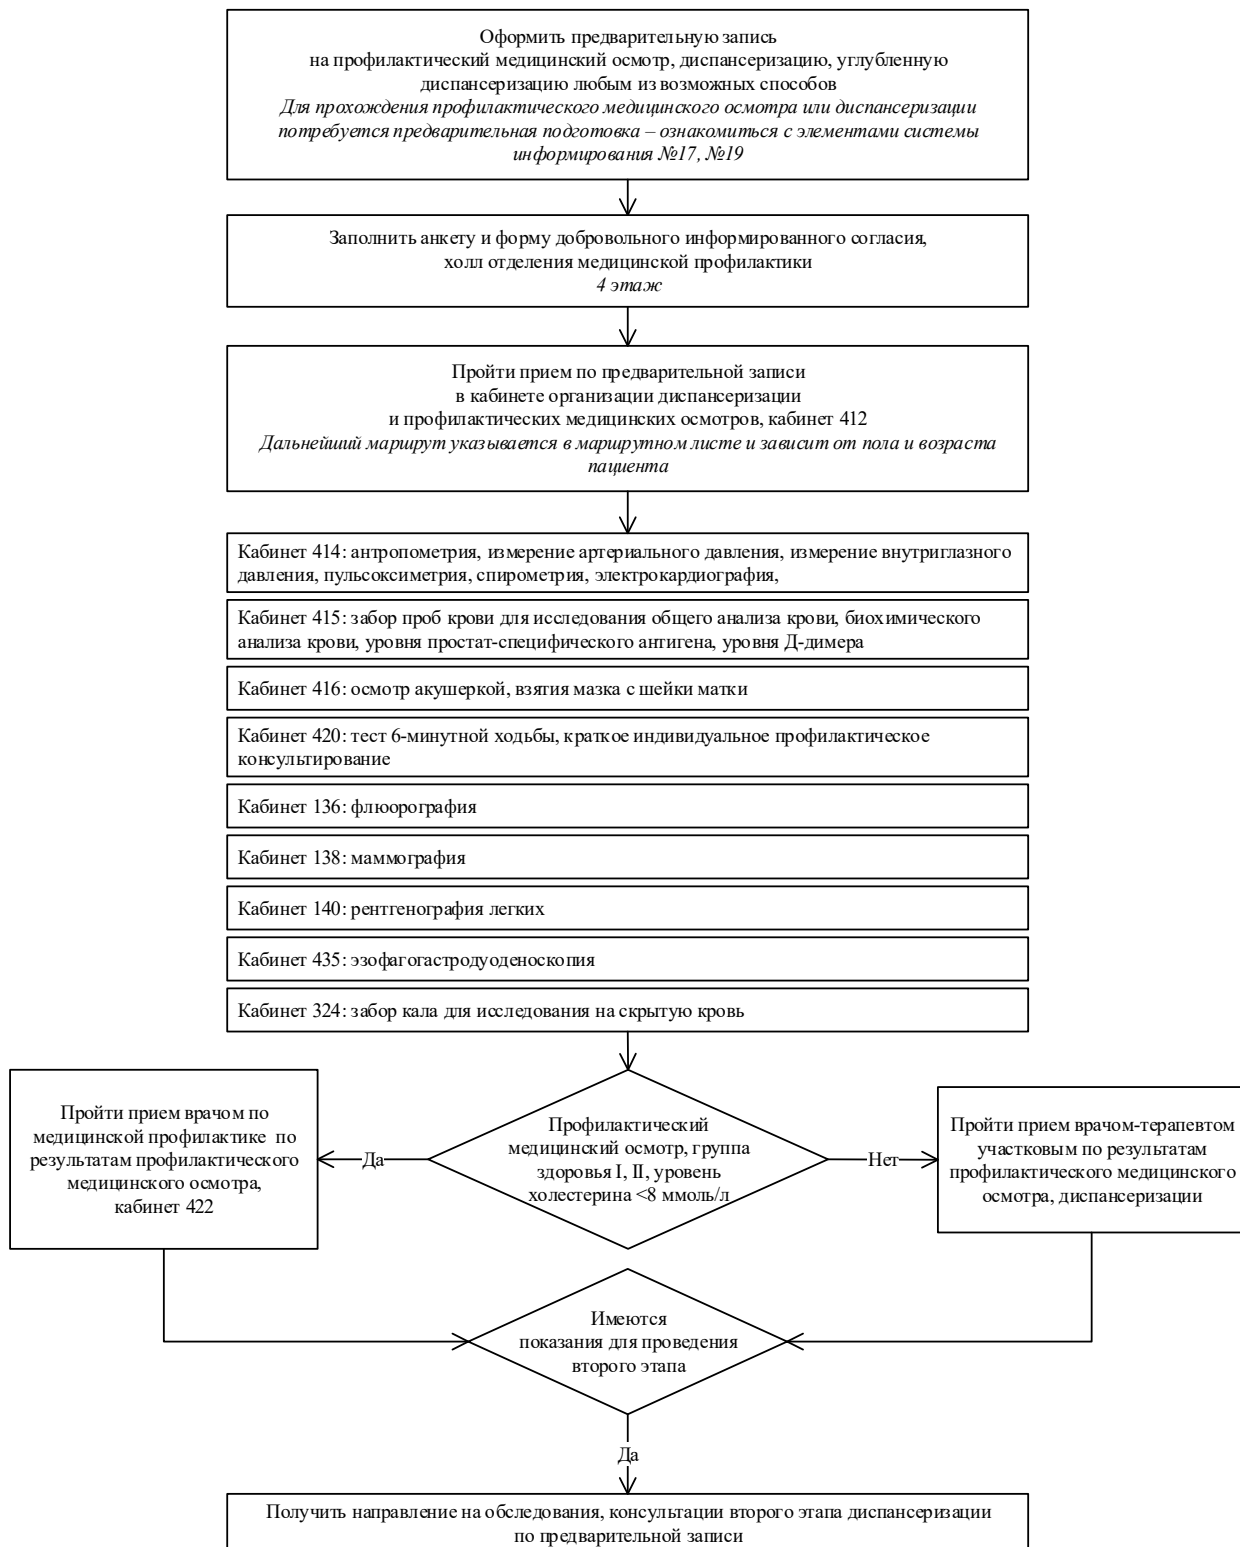 Оформить предварительную запись
на профилактический медицинский осмотр, диспансеризацию, углубленную
диспансеризацию любым из возможных способов
Для прохождения профилактического медицинского осмотра или диспансеризации
потребуется предварительная подготовка – ознакомиться с элементами системы
информирования №17, №19
Заполнить анкету и форму добровольного информированного согласия,
холл отделения медицинской профилактики
4 этаж
Пройти прием по предварительной записи
в кабинете организации диспансеризации
и профилактических медицинских осмотров, кабинет 412
Дальнейший маршрут указывается в маршрутном листе и зависит от пола и возраста
пациента
Кабинет 414: антропометрия, измерение артериального давления, измерение внутриглазного
давления, пульсоксиметрия, спирометрия, электрокардиография,
Кабинет 415: забор проб крови для исследования общего анализа крови, биохимического
анализа крови, уровня простат-специфического антигена, уровня Д-димера
Кабинет 416: осмотр акушеркой, взятия мазка с шейки матки
Кабинет 420: тест 6-минутной ходьбы, краткое индивидуальное профилактическое
консультирование
Кабинет 136: флюорография
Кабинет 138: маммография
Кабинет 140: рентгенография легких
Кабинет 435: эзофагогастродуоденоскопия
Кабинет 324: забор кала для исследования на скрытую кровь
Пройти прием врачом по
медицинской профилактике по
результатам профилактического
медицинского осмотра,
кабинет 422
Да
Профилактический
медицинский осмотр, группа
здоровья I, II, уровень
холестерина <8 ммоль/л
Нет
Пройти прием врачом-терапевтом
участковым по результатам
профилактического медицинского
осмотра, диспансеризации
Имеются
показания для проведения
второго этапа
Да
Получить направление на обследования, консультации второго этапа диспансеризации
по предварительной записи